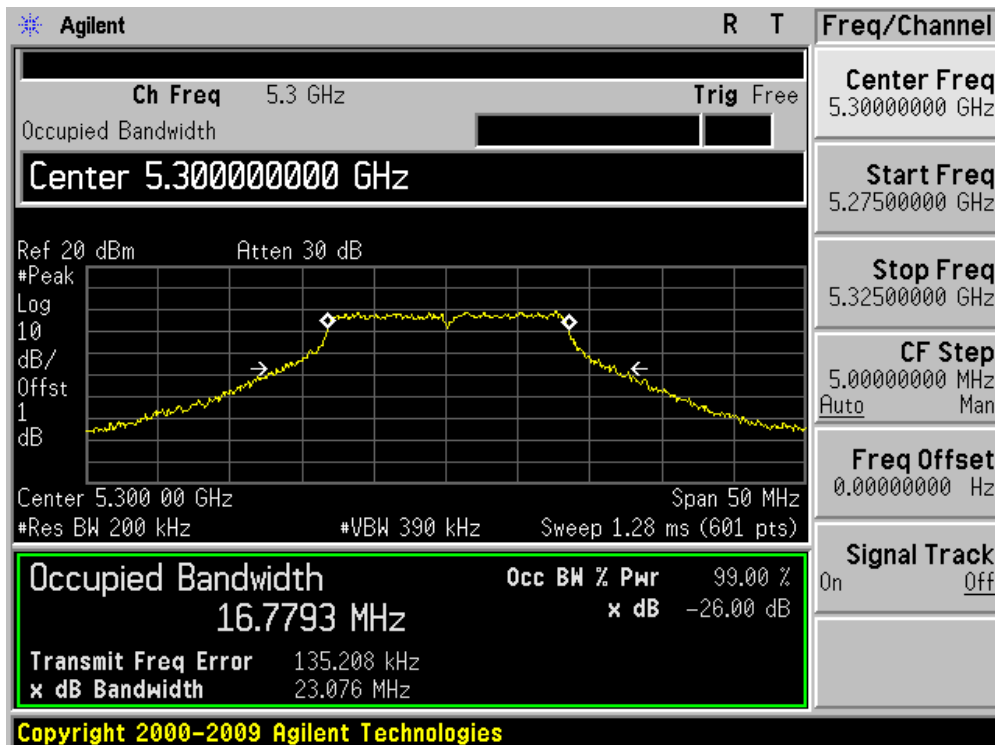 Agilent R T
Ch Freq 5.3 GHz Trig Free
Occupied Bandwidth
Center 5.300000000 GHz
Ref 20 dBm Atten 30 dB
#Peak
Log
10
dB/
Offst
1
dB
Center 5.300 00 GHz Span 50 MHz
#Res BW 200 kHz #VBW 390 kHz Sweep 1.28 ms (601 pts)
Occupied Bandwidth
16.7793 MHz
Occ BW % Pwr 99.00 %
x dB -26.00 dB
Transmit Freq Error 135.208 kHz
x dB Bandwidth 23.076 MHz
Copyright 2000-2009 Agilent Technologies
Freq/Channel
Center Freq
5.30000000 GHz
Start Freq
5.27500000 GHz
Stop Freq
5.32500000 GHz
CF Step
5.00000000 MHz
Auto Man
Freq Offset
0.00000000 Hz
Signal Track
On Off